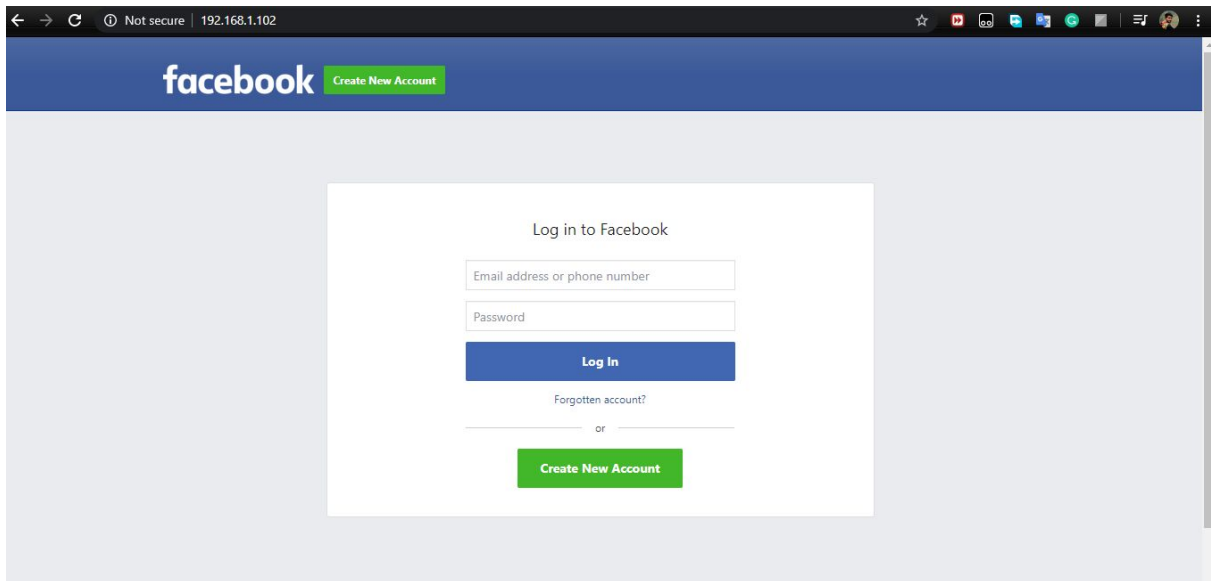 Not secure 192.168.1.102
facebook Create New Account
Log in to Facebook
Email address or phone number
Password
Log In
Forgotten account?
or
Create New Account